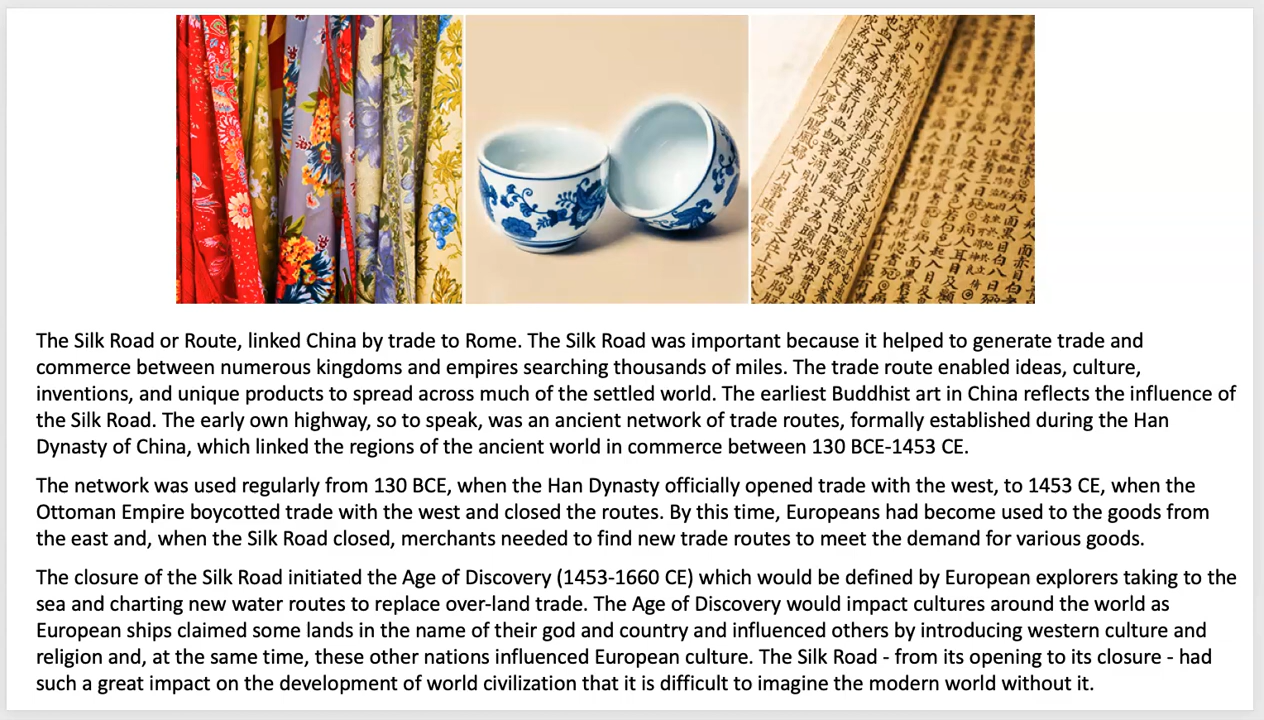 The Silk Road or Route, linked China by trade to Rome. The Silk Road was important because it helped to generate trade and
commerce between numerous kingdoms and empires searching thousands of miles. The trade route enabled ideas, culture,
inventions, and unique products to spread across much of the settled world. The earliest Buddhist art in China reflects the influence of
the Silk Road. The early own highway, so to speak, was an ancient network of trade routes, formally established during the Han
Dynasty of China, which linked the regions of the ancient world in commerce between 130 BCE-1453 CE.
The network was used regularly from 130 BCE, when the Han Dynasty officially opened trade with the west, to 1453 CE, when the
Ottoman Empire boycotted trade with the west and closed the routes. By this time, Europeans had become used to the goods from
the east and, when the Silk Road closed, merchants needed to find new trade routes to meet the demand for various goods.
The closure of the Silk Road initiated the Age of Discovery (1453-1660 CE) which would be defined by European explorers taking to the
sea and charting new water routes to replace over-land trade. The Age of Discovery would impact cultures around the world as
European ships claimed some lands in the name of their god and country and influenced others by introducing western culture and
religion and, at the same time, these other nations influenced European culture. The Silk Road - from its opening to its closure - had
such a great impact on the development of world civilization that it is difficult to imagine the modern world without it.